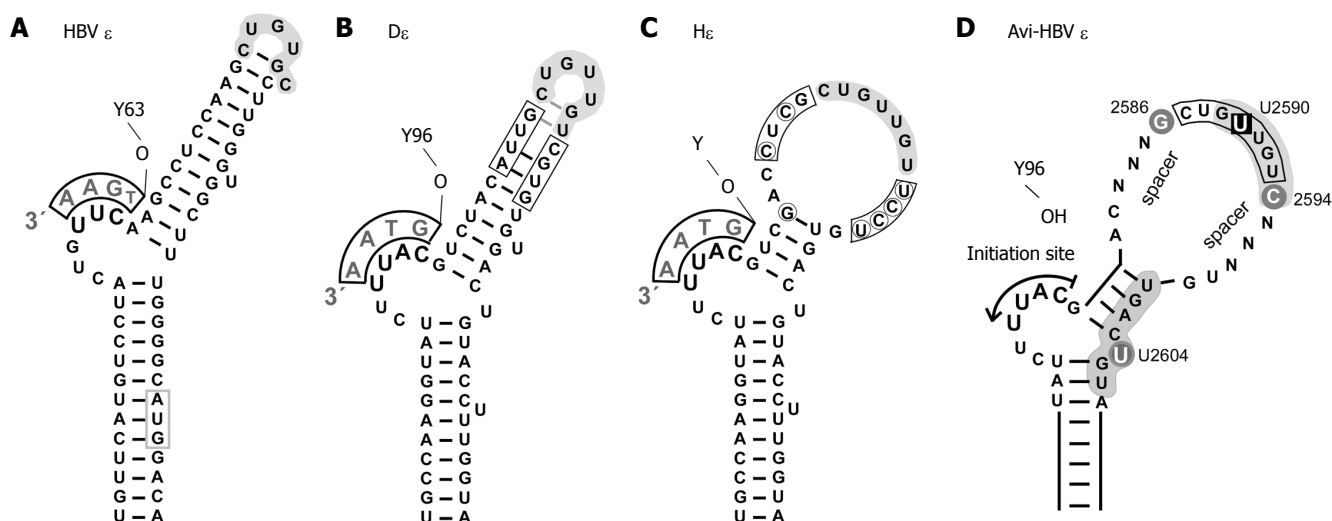 A HBV ε
Y63
O
A A G T
3´
U U C A
G
U
C
A G C C U C C A A G C
U G U G C
C U U G G G U G G C U U
A U C C U G U A C U U G U
U G G G G C A U G G A C A
B Dε
Y96
O
A A T G
3´
U U A C
U
C
G U C U A C A U U G C
U G U U G
U C G U G U G A C
U
U A U G G A A C C G U
G U A C C U U G G U A
U
C Hε
Y
O
A A T G
3´
U U A C
U
C
G U C G A C C U C G
C U G U U G U
U C C U
G U G A C
U
U A U G G A A C C G U
G U A C C U U G G U A
U
D Avi-HBV ε
2586 G C U G U U G U C 2594
U2590
Y96
OH
N N N
spacer
spacer
N N N
C A
U G U
Initiation site
U U A C G
G A C
U U2604
U
C
U A U
G U A